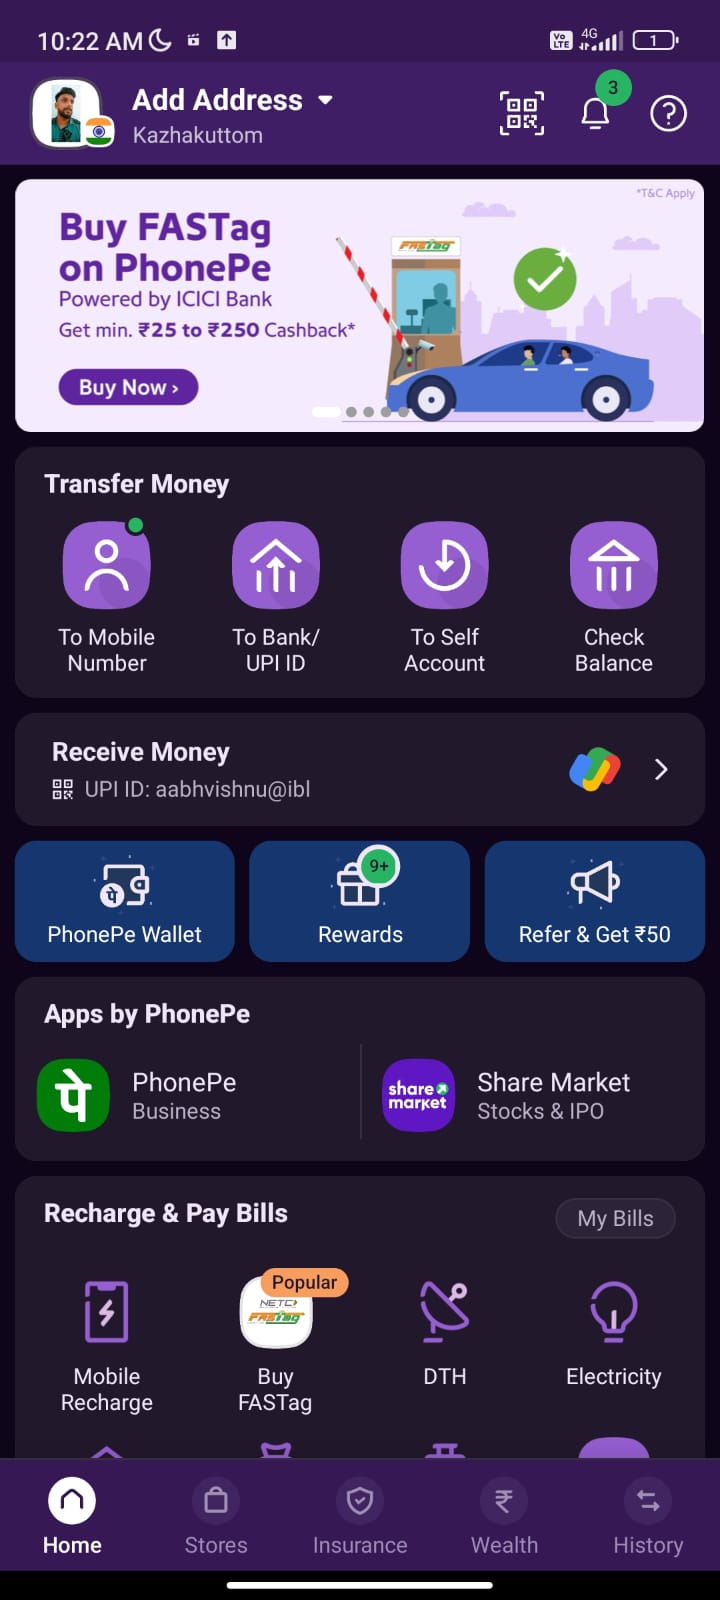 10:22 AM
Vo LTE 4G 1
Add Address
Kazhakuttom
3
*T&C Apply
Buy FASTag
on PhonePe
Powered by ICICI Bank
Get min. ₹25 to ₹250 Cashback*
Buy Now ›
FASTag
Transfer Money
To Mobile Number
To Bank/ UPI ID
To Self Account
Check Balance
Receive Money
UPI ID: aabhvishnu@ibl
पे
9+
PhonePe Wallet
Rewards
Refer & Get ₹50
Apps by PhonePe
पे
PhonePe
Business
share market
Share Market
Stocks & IPO
Recharge & Pay Bills
My Bills
Popular
NETC
FASTag
Mobile Recharge
Buy FASTag
DTH
Electricity
₹
Home
Stores
Insurance
Wealth
History